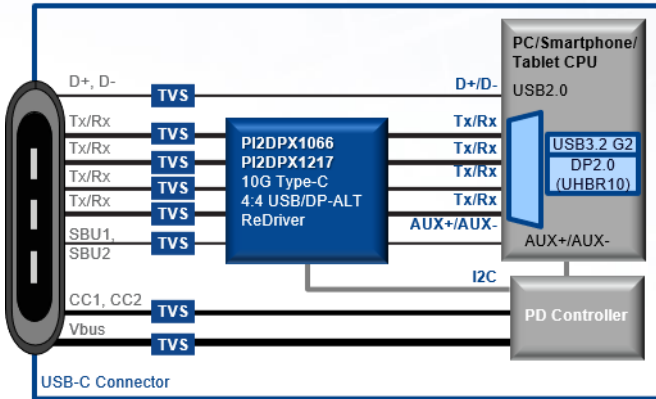 PC/Smartphone/
Tablet CPU
D+, D-
TVS
D+/D-
USB2.0
Tx/Rx
TVS
Tx/Rx
Tx/Rx
TVS
Tx/Rx
Tx/Rx
TVS
Tx/Rx
Tx/Rx
TVS
Tx/Rx
PI2DPX1066
PI2DPX1217
10G Type-C
4:4 USB/DP-ALT
ReDriver
USB3.2 G2
DP2.0
(UHBR10)
SBU1,
SBU2
TVS
AUX+/AUX-
AUX+/AUX-
I2C
CC1, CC2
TVS
PD Controller
Vbus
TVS
USB-C Connector